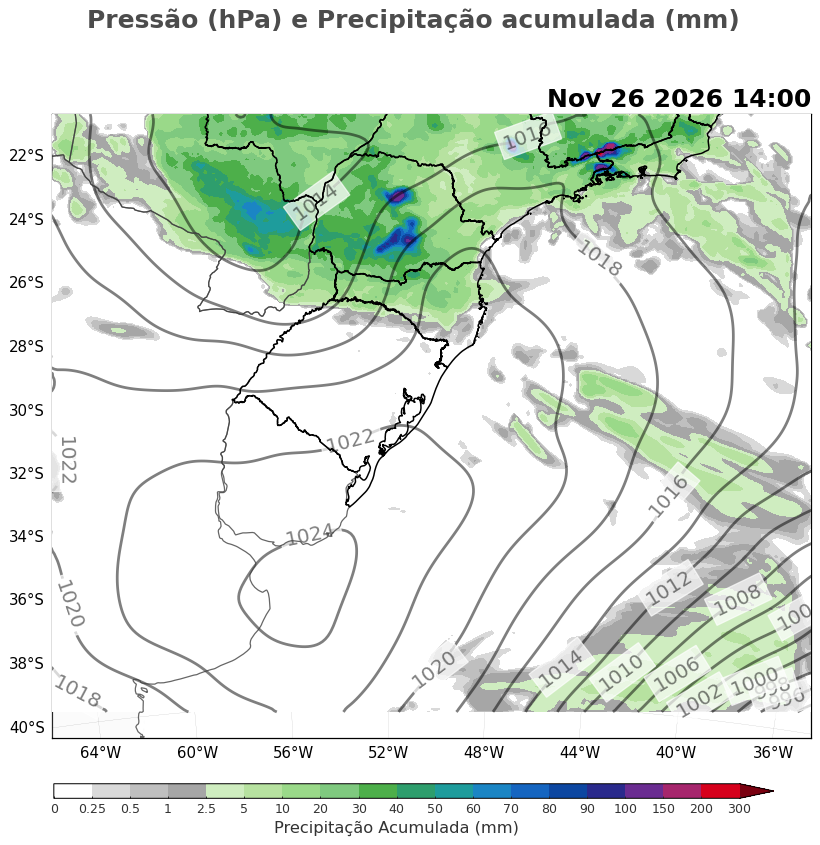 Pressão (hPa) e Precipitação acumulada (mm)
Nov 26 2026 14:00
22°S
24°S
26°S
28°S
30°S
32°S
34°S
36°S
38°S
40°S
1014
1018
1022
1022
1024
1016
1012
1008
1020
1018
1020
1014
1010
1006
1002
1000
998
996
64°W 60°W 56°W 52°W 48°W 44°W 40°W 36°W
0 0.25 0.5 1 2.5 5 10 20 30 40 50 60 70 80 90 100 150 200 300
Precipitação Acumulada (mm)